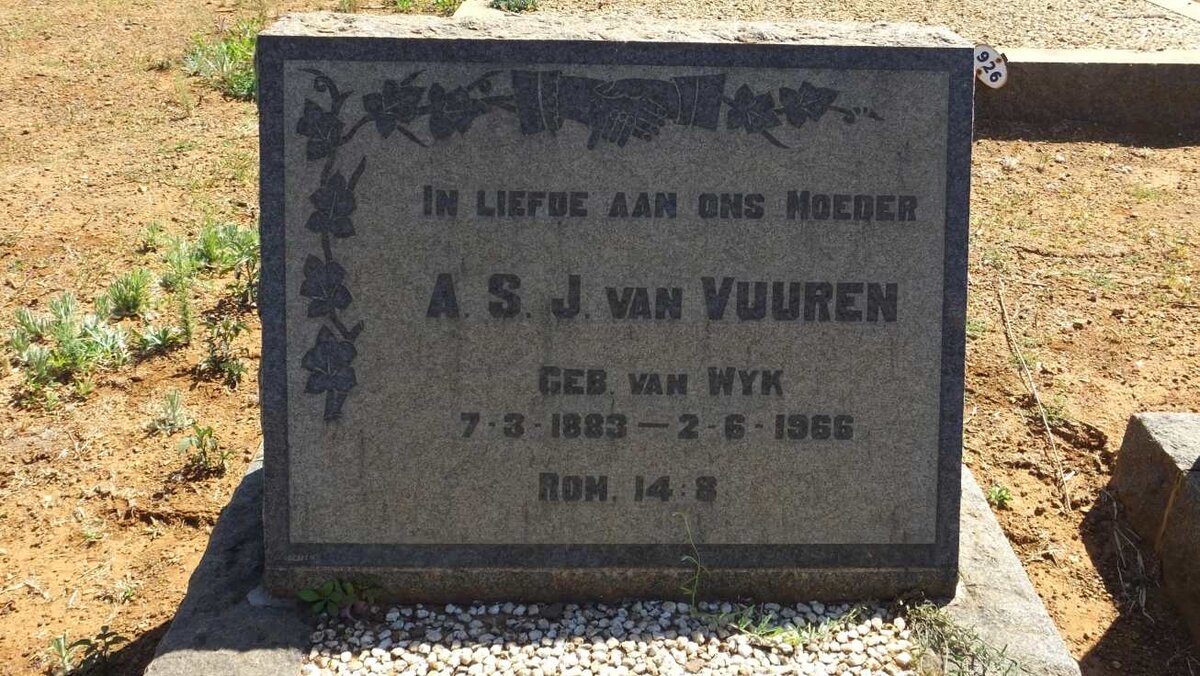 926
IN LIEFDE AAN ONS MOEDER
A. S. J. VAN VUUREN
GEB. VAN WYK
7-3-1883 — 2-6-1966
ROM. 14:8